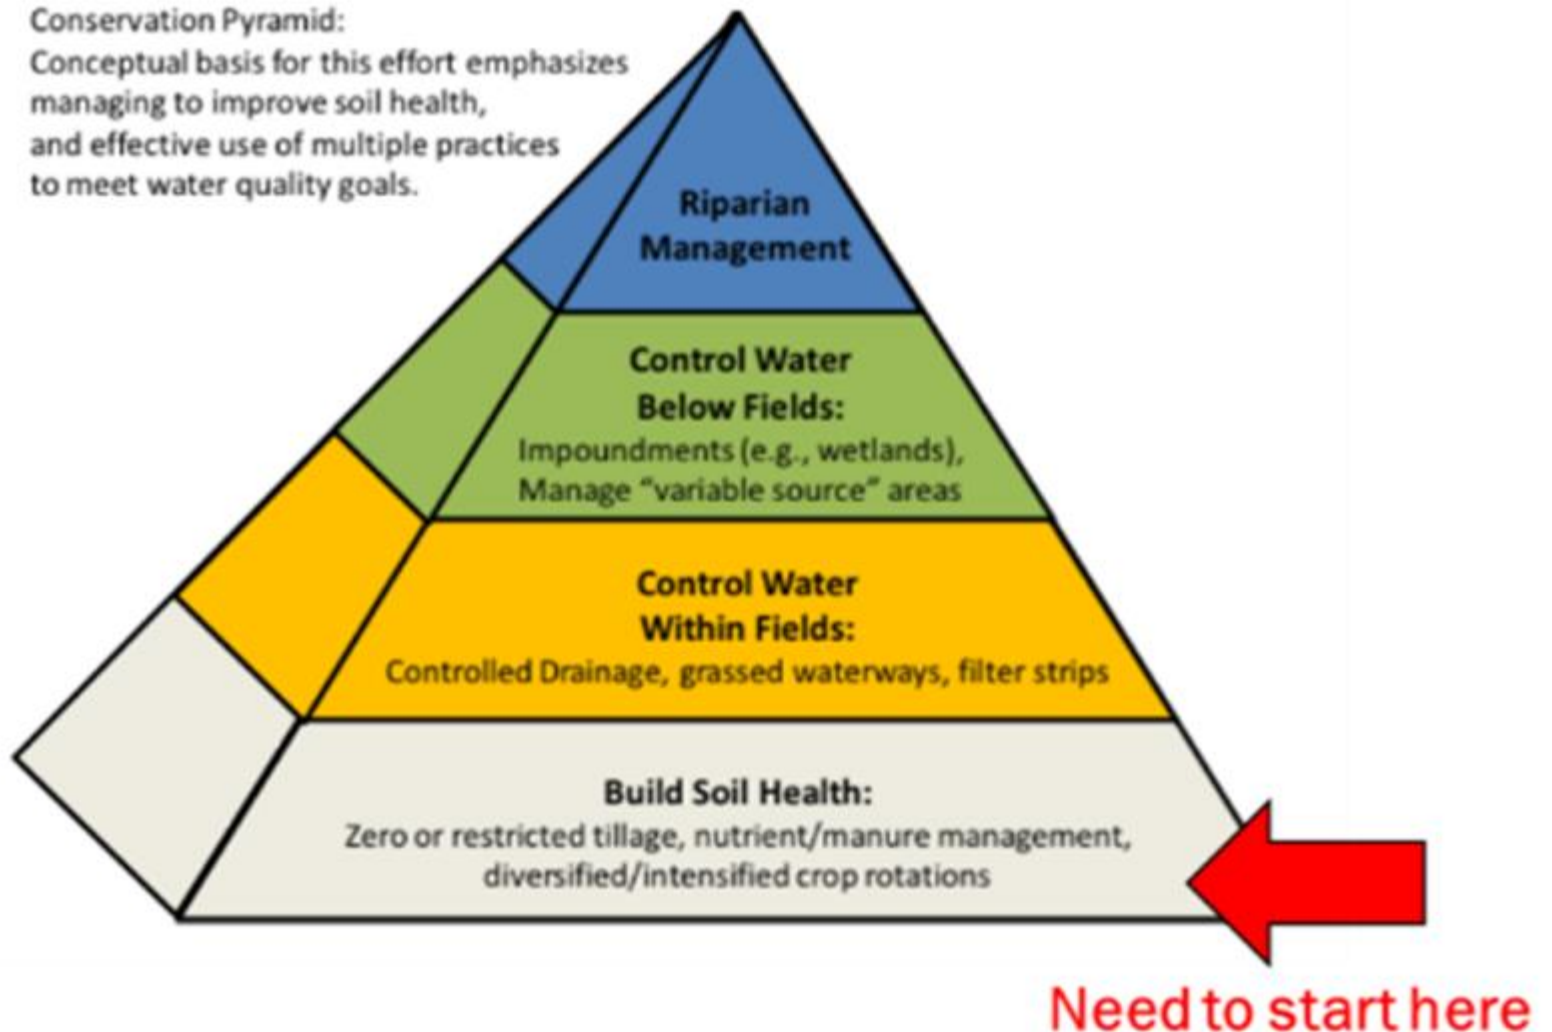 Conservation Pyramid:
Conceptual basis for this effort emphasizes
managing to improve soil health,
and effective use of multiple practices
to meet water quality goals.
Riparian
Management
Control Water
Below Fields:
Impoundments (e.g., wetlands),
Manage “variable source” areas
Control Water
Within Fields:
Controlled Drainage, grassed waterways, filter strips
Build Soil Health:
Zero or restricted tillage, nutrient/manure management,
diversified/intensified crop rotations
Need to start here